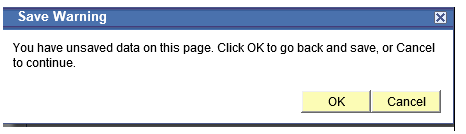 Save Warning
You have unsaved data on this page. Click OK to go back and save, or Cancel
to continue.
OK Cancel